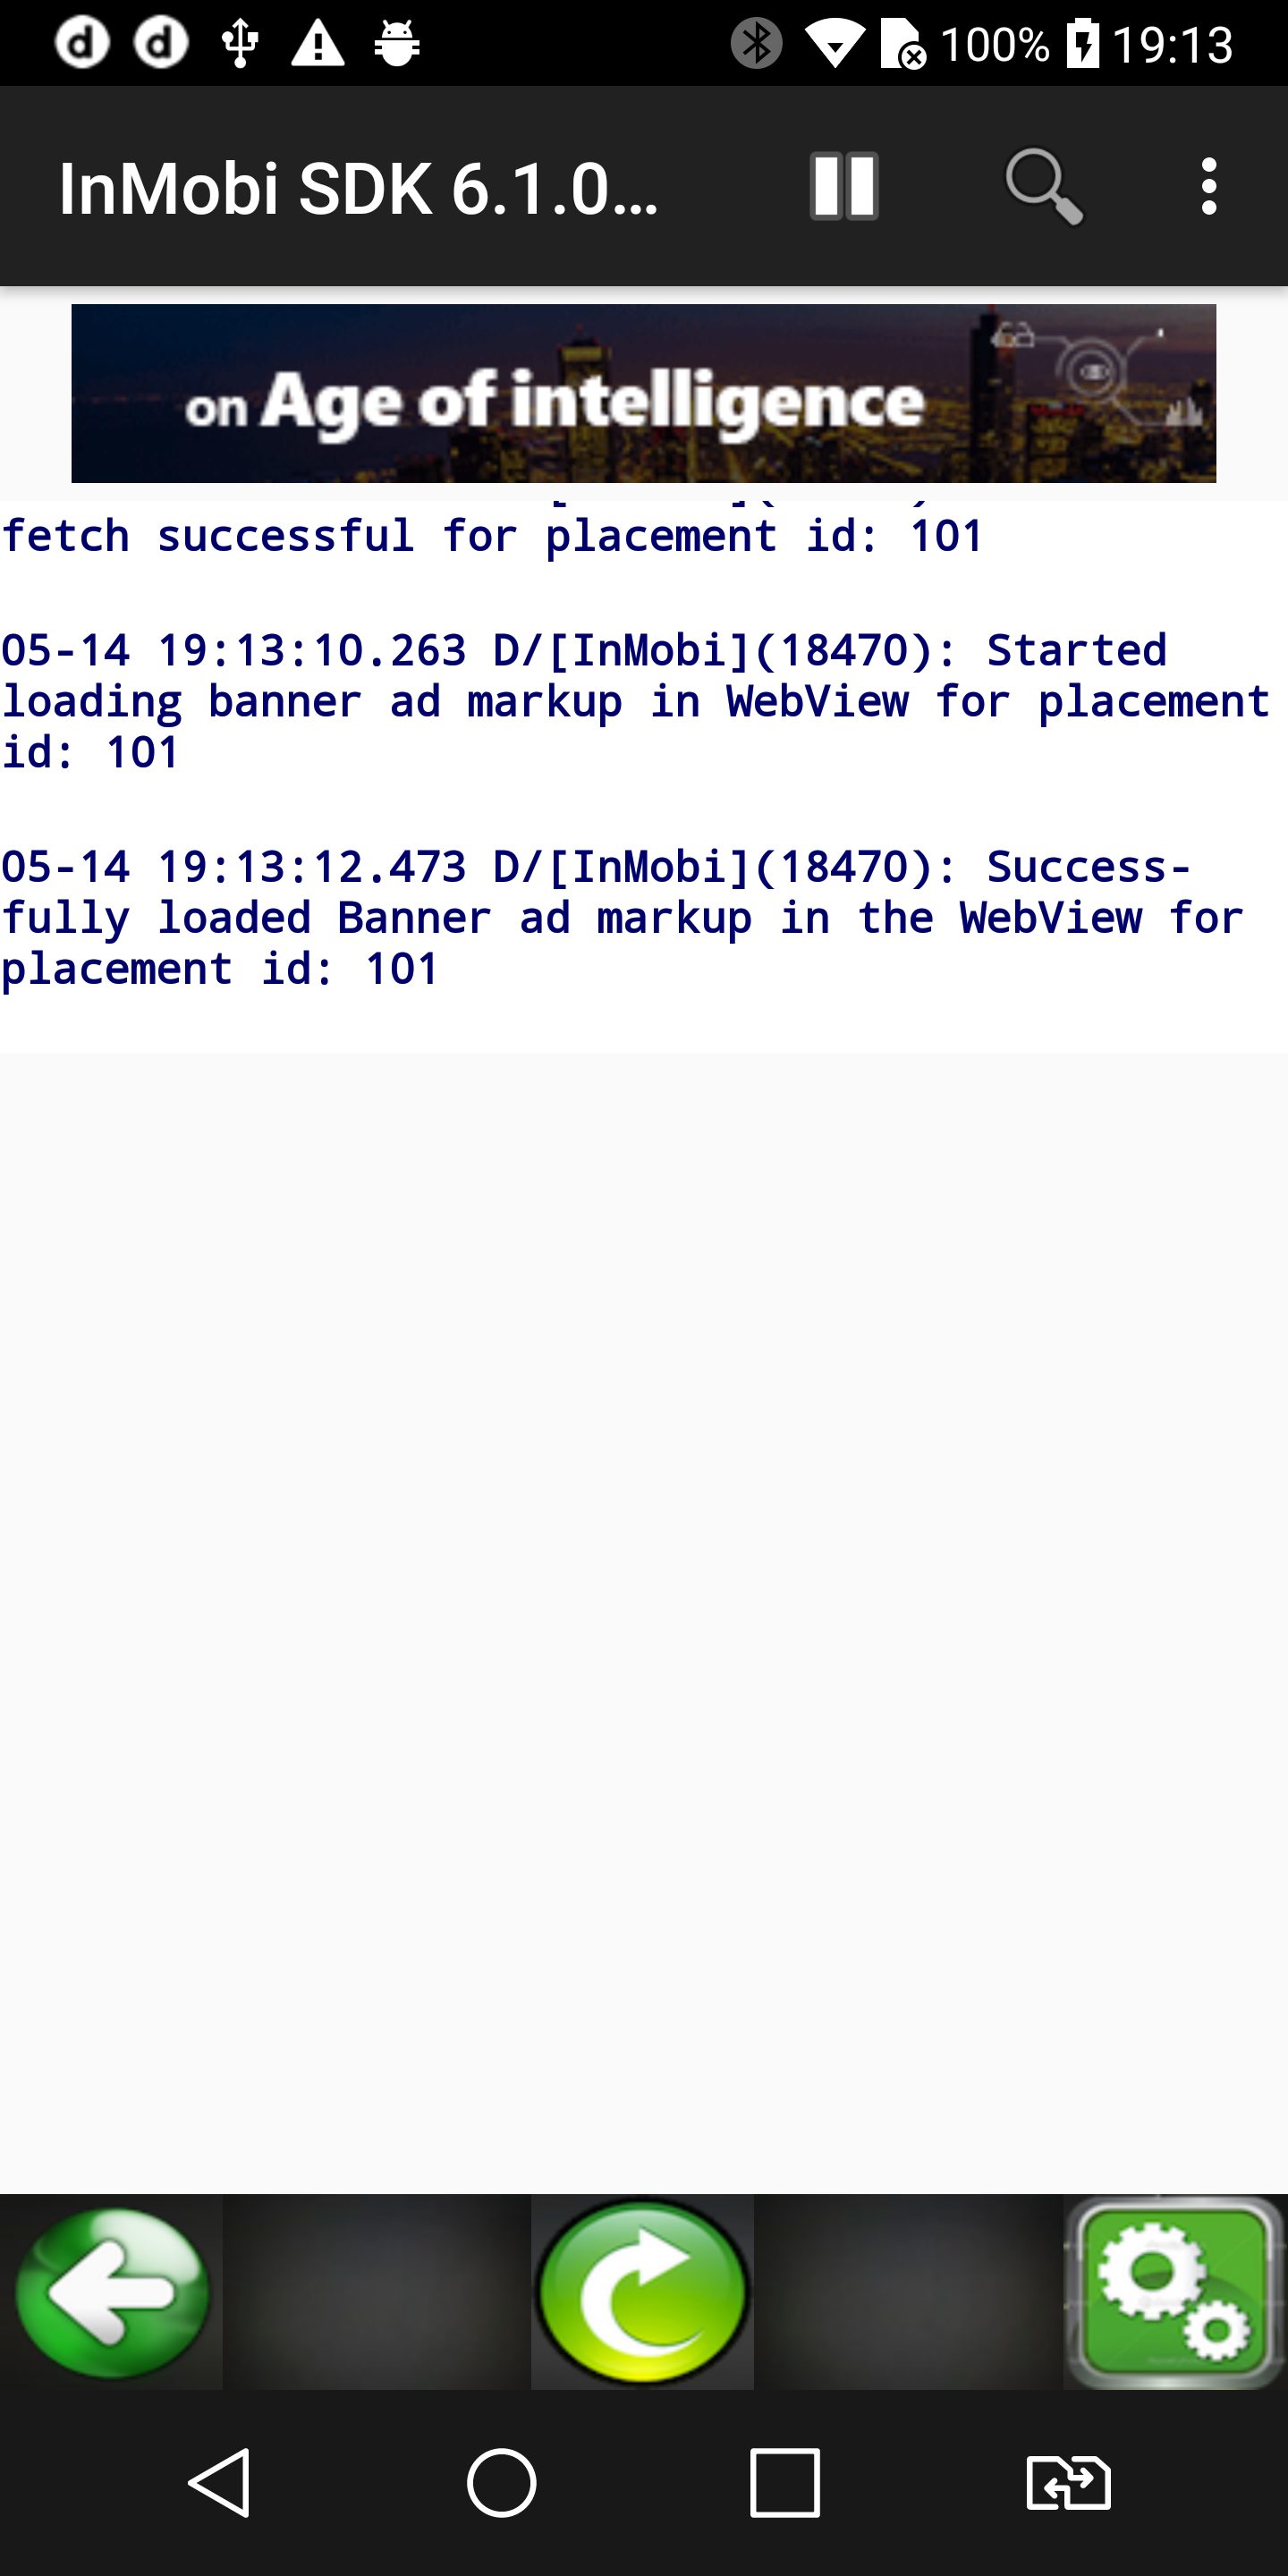 100% 19:13
InMobi SDK 6.1.0...
on Age of intelligence
fetch successful for placement id: 101
05-14 19:13:10.263 D/[InMobi](18470): Started
loading banner ad markup in WebView for placement
id: 101
05-14 19:13:12.473 D/[InMobi](18470): Success-
fully loaded Banner ad markup in the WebView for
placement id: 101